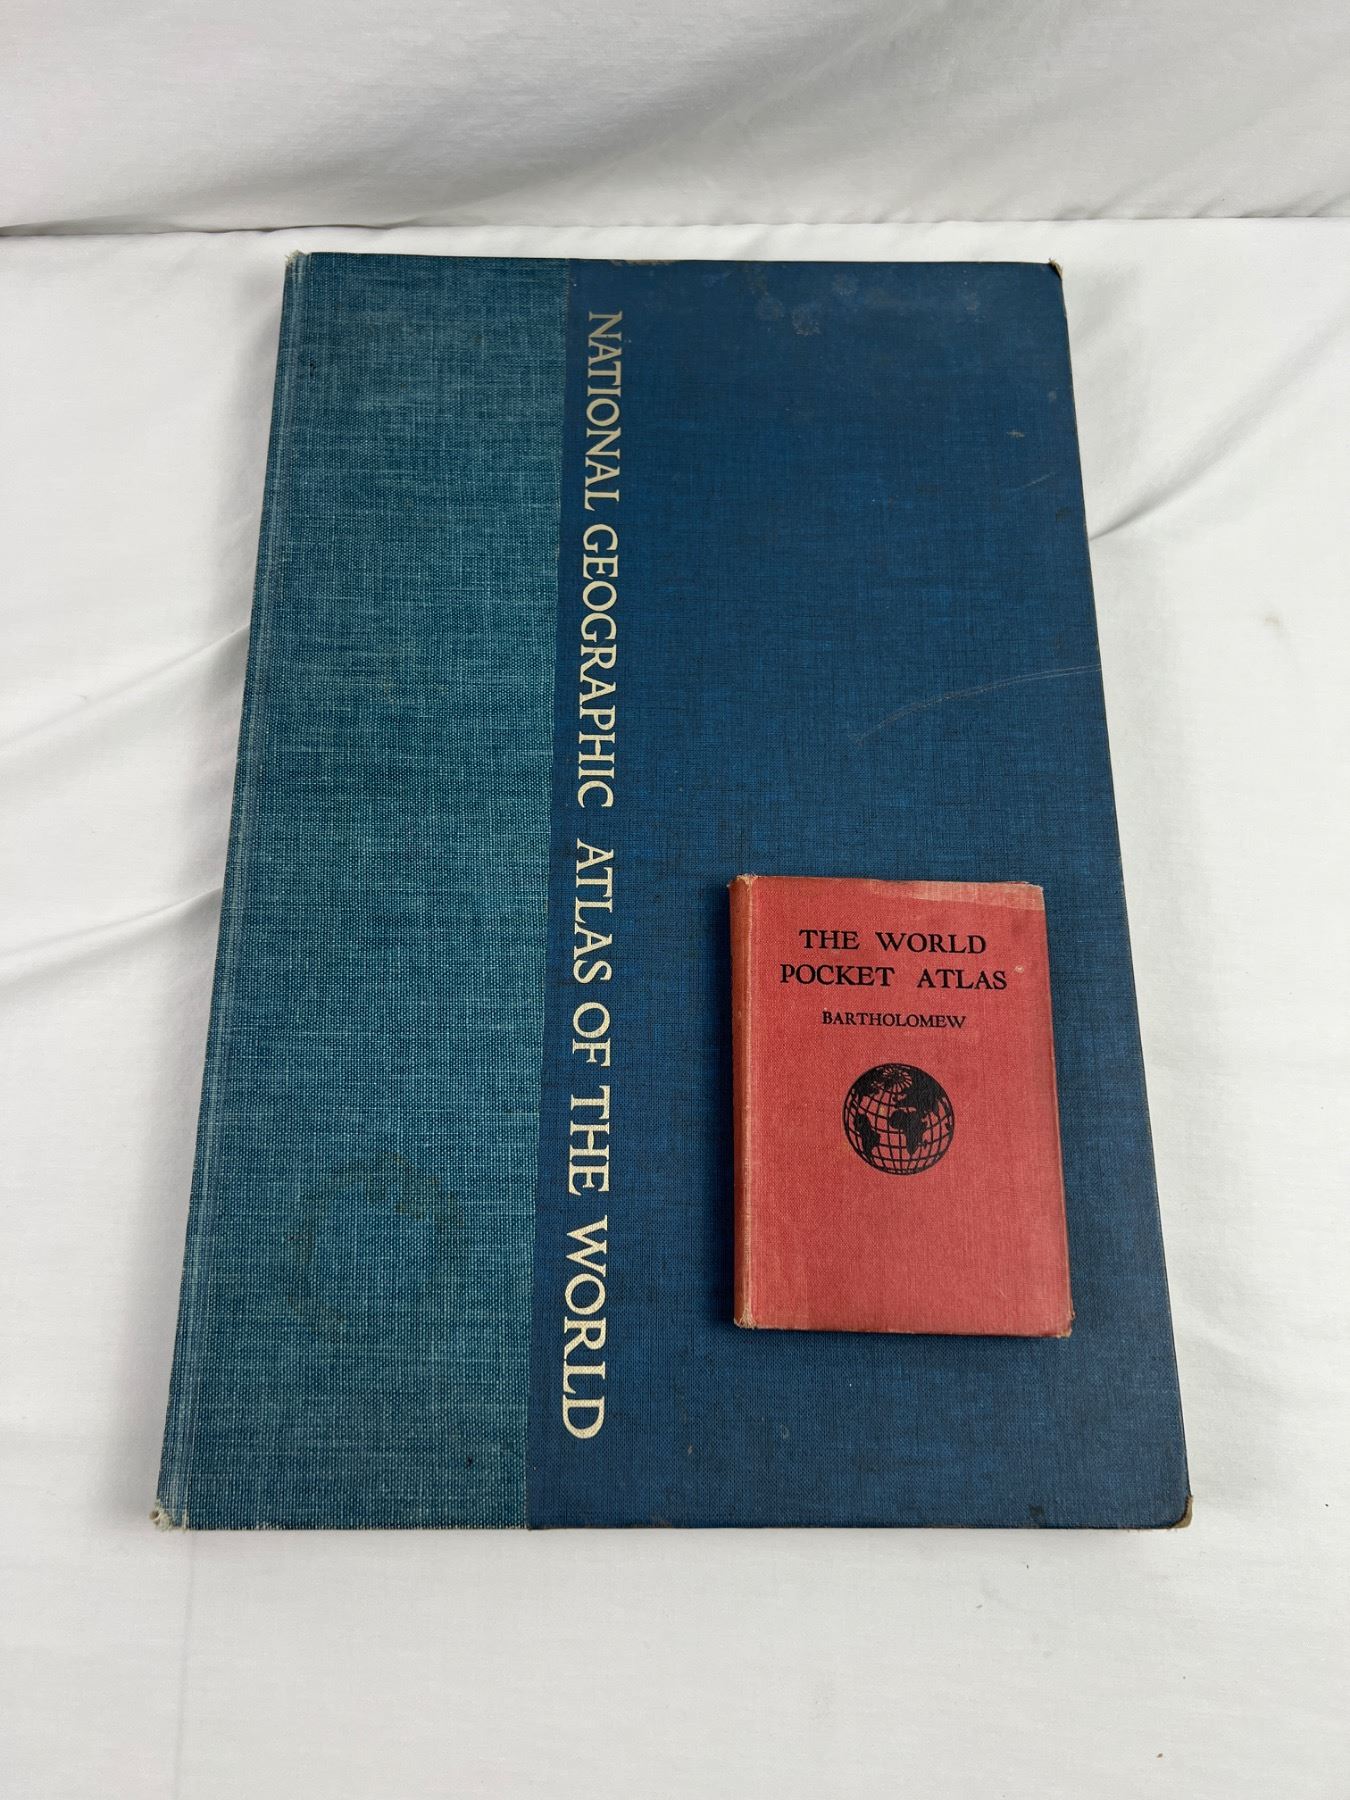 NATIONAL GEOGRAPHIC ATLAS OF THE WORLD
THE WORLD
POCKET ATLAS
BARTHOLOMEW